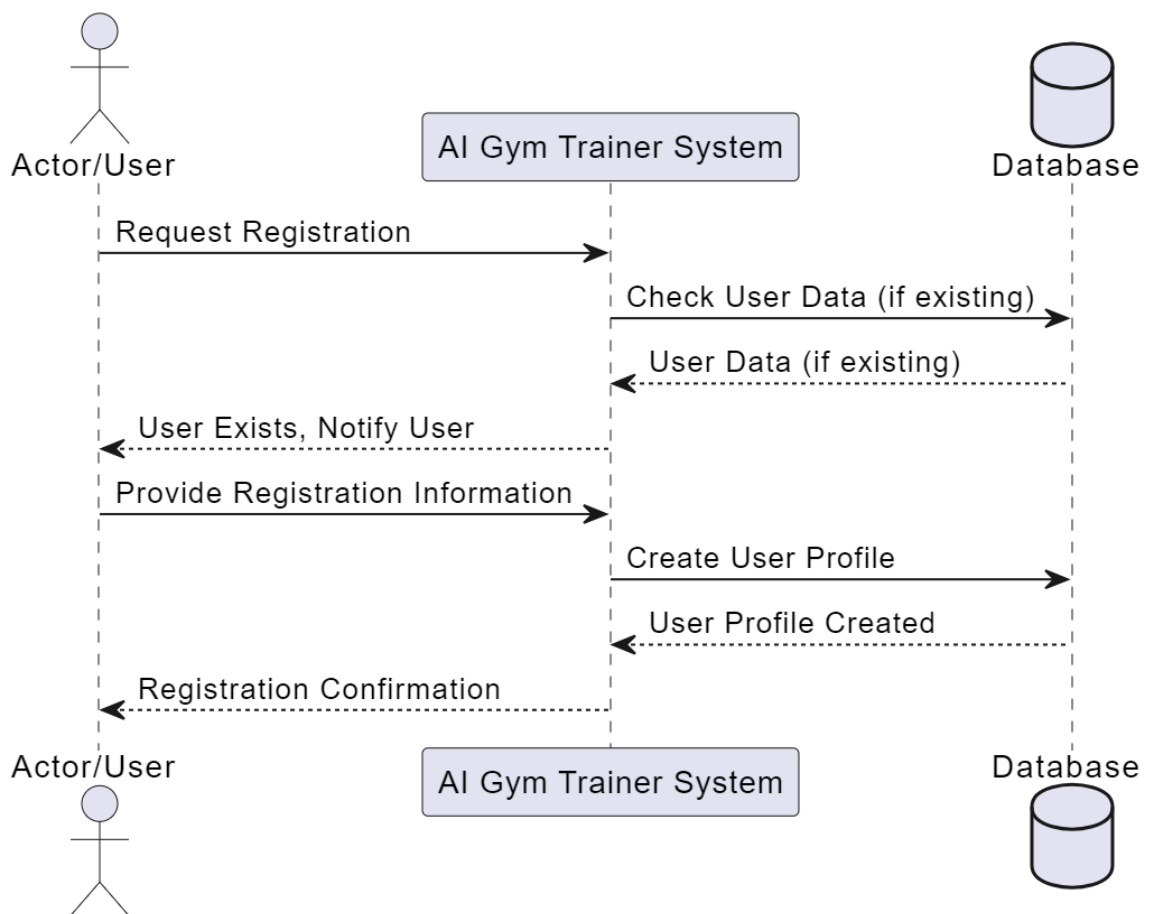 Actor/User
AI Gym Trainer System
Database
Request Registration
Check User Data (if existing)
User Data (if existing)
User Exists, Notify User
Provide Registration Information
Create User Profile
User Profile Created
Registration Confirmation
Actor/User
AI Gym Trainer System
Database